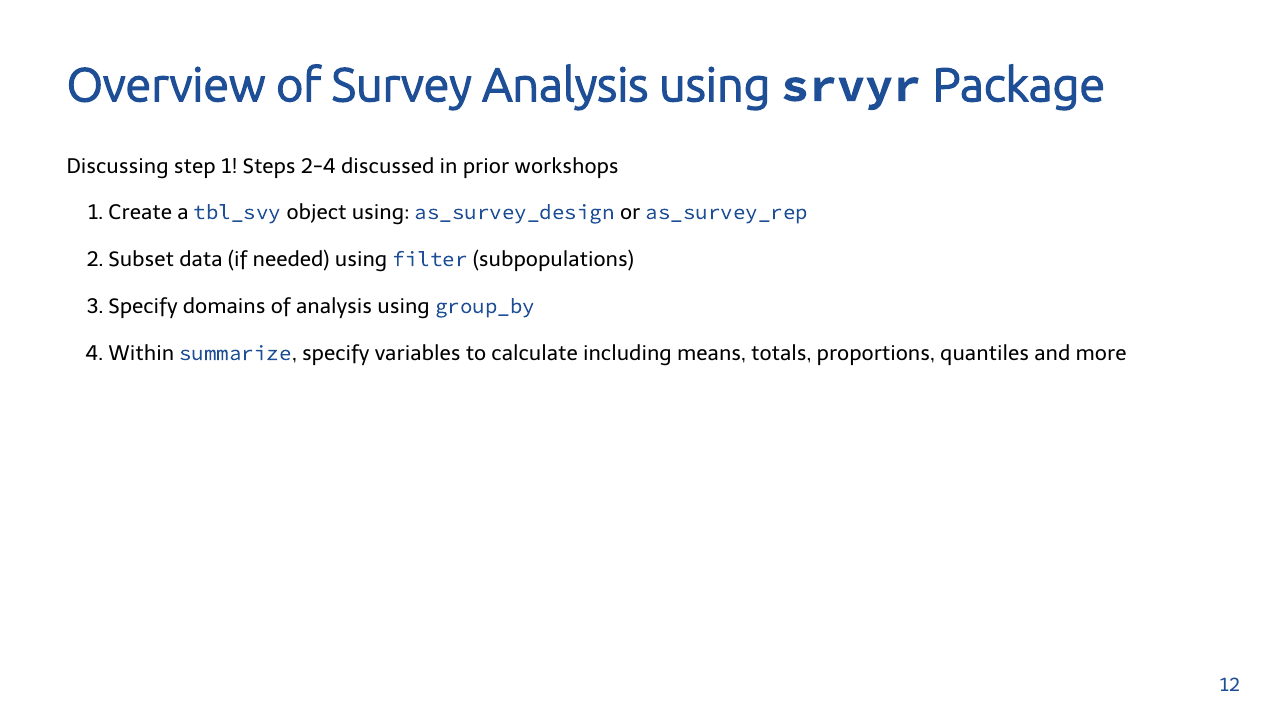 Overview of Survey Analysis using srvyr Package
Discussing step 1! Steps 2-4 discussed in prior workshops
1. Create a tbl_svy object using: as_survey_design or as_survey_rep
2. Subset data (if needed) using filter (subpopulations)
3. Specify domains of analysis using group_by
4. Within summarize, specify variables to calculate including means, totals, proportions, quantiles and more
12